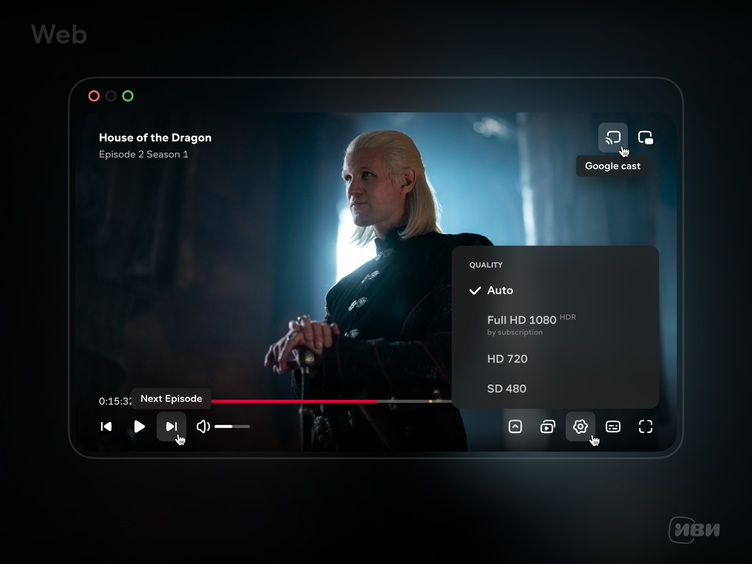 Web
House of the Dragon
Episode 2 Season 1
Google cast
QUALITY
Auto
Full HD 1080 HDR
by subscription
HD 720
SD 480
0:15:32
Next Episode
иви